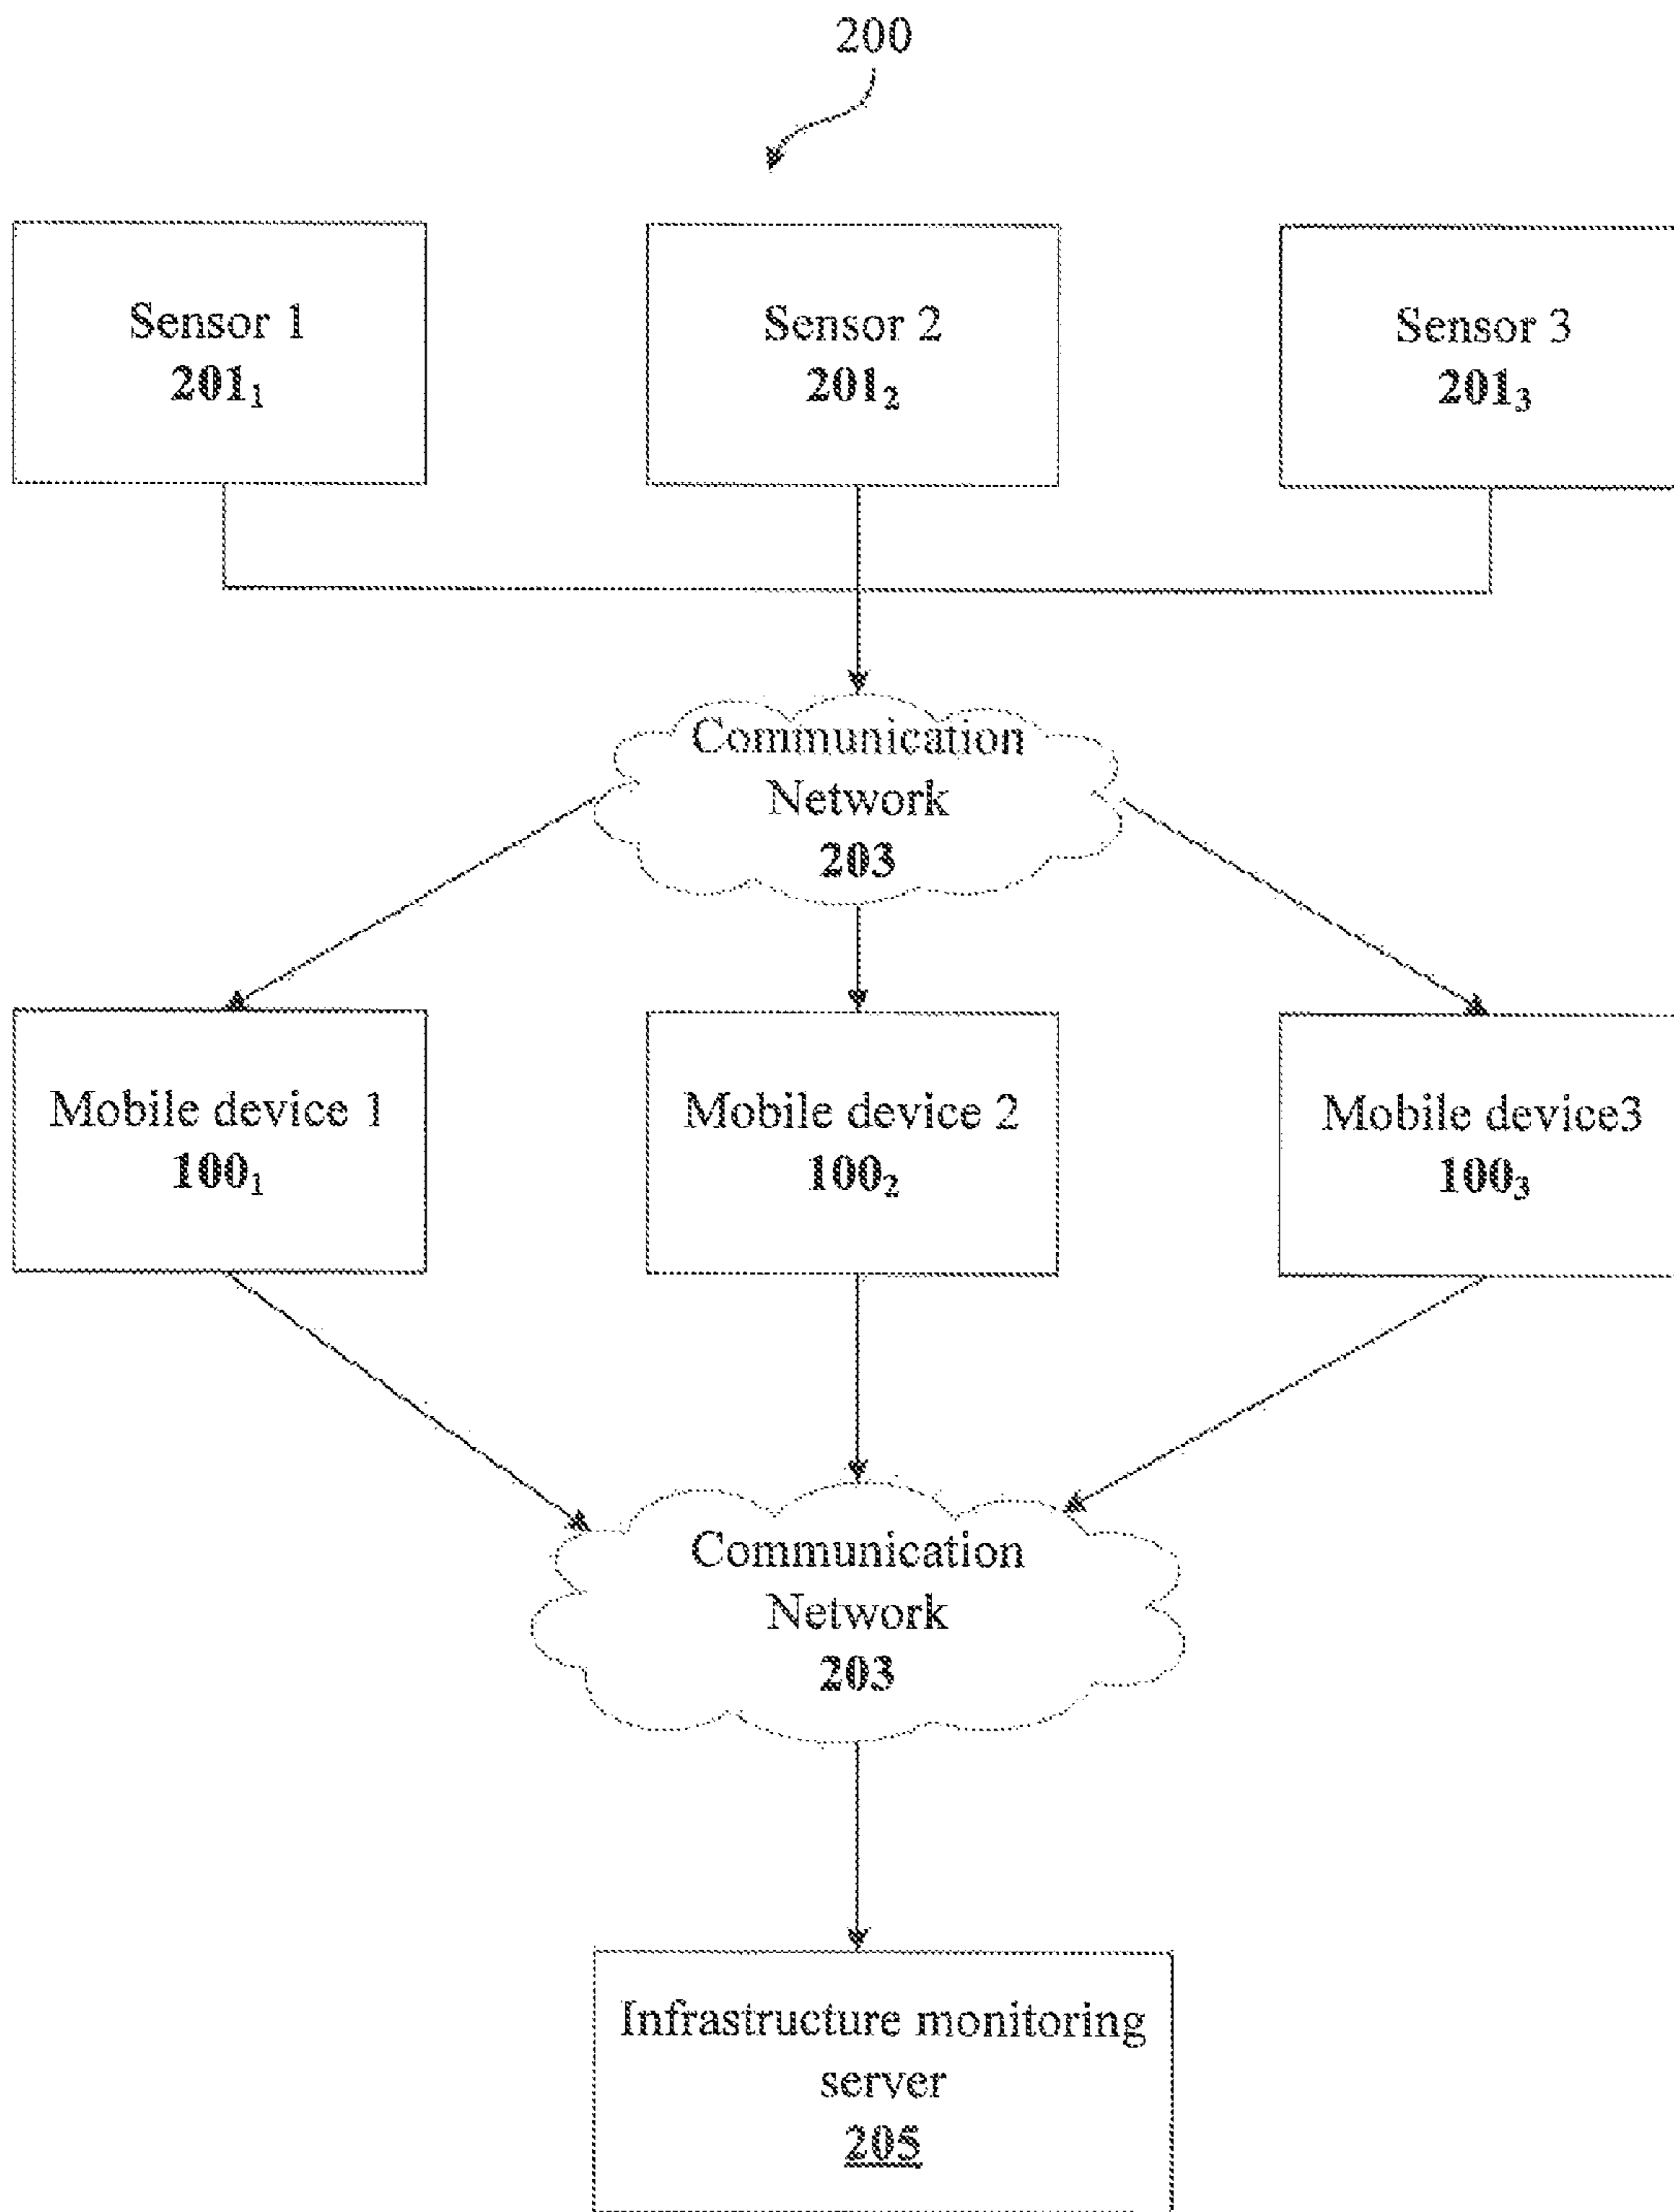 200
Sensor 1
201₁
Sensor 2
201₂
Sensor 3
201₃
Communication
Network
203
Mobile device 1
100₁
Mobile device 2
100₂
Mobile device3
100₃
Communication
Network
203
Infrastructure monitoring
server
205